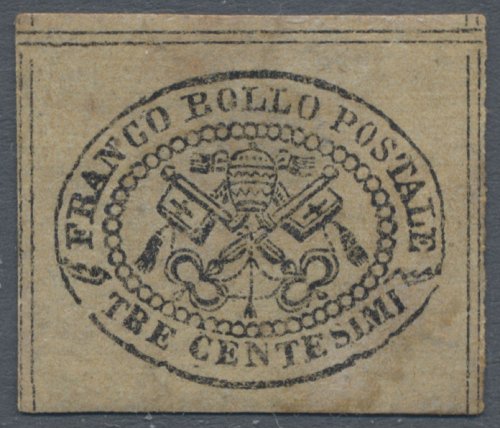 FRANCO BOLLO POSTALE
TRE CENTESIMI